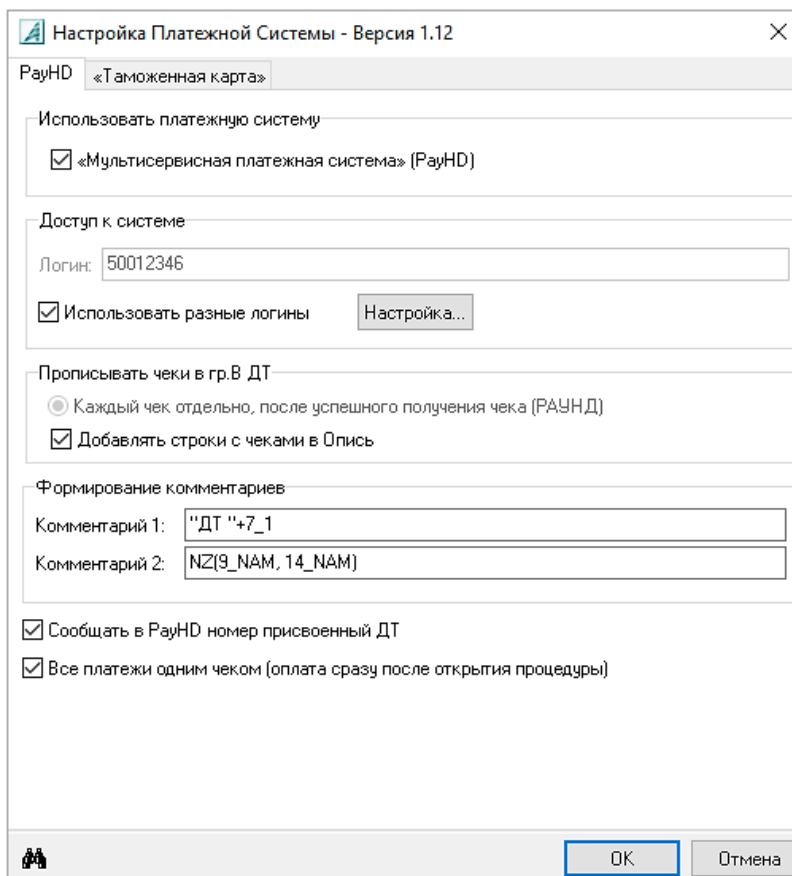 Настройка Платежной Системы - Версия 1.12
PayHD
«Таможенная карта»
Использовать платежную систему
«Мультисервисная платежная система» (PayHD)
Доступ к системе
Логин: 50012346
Использовать разные логины
Настройка...
Прописывать чеки в гр.В ДТ
Каждый чек отдельно, после успешного получения чека (РАУНД)
Добавлять строки с чеками в Опись
Формирование комментариев
Комментарий 1: "ДТ "+7_1
Комментарий 2: NZ(9_NAM, 14_NAM)
Сообщать в PayHD номер присвоенный ДТ
Все платежи одним чеком (оплата сразу после открытия процедуры)
OK
Отмена